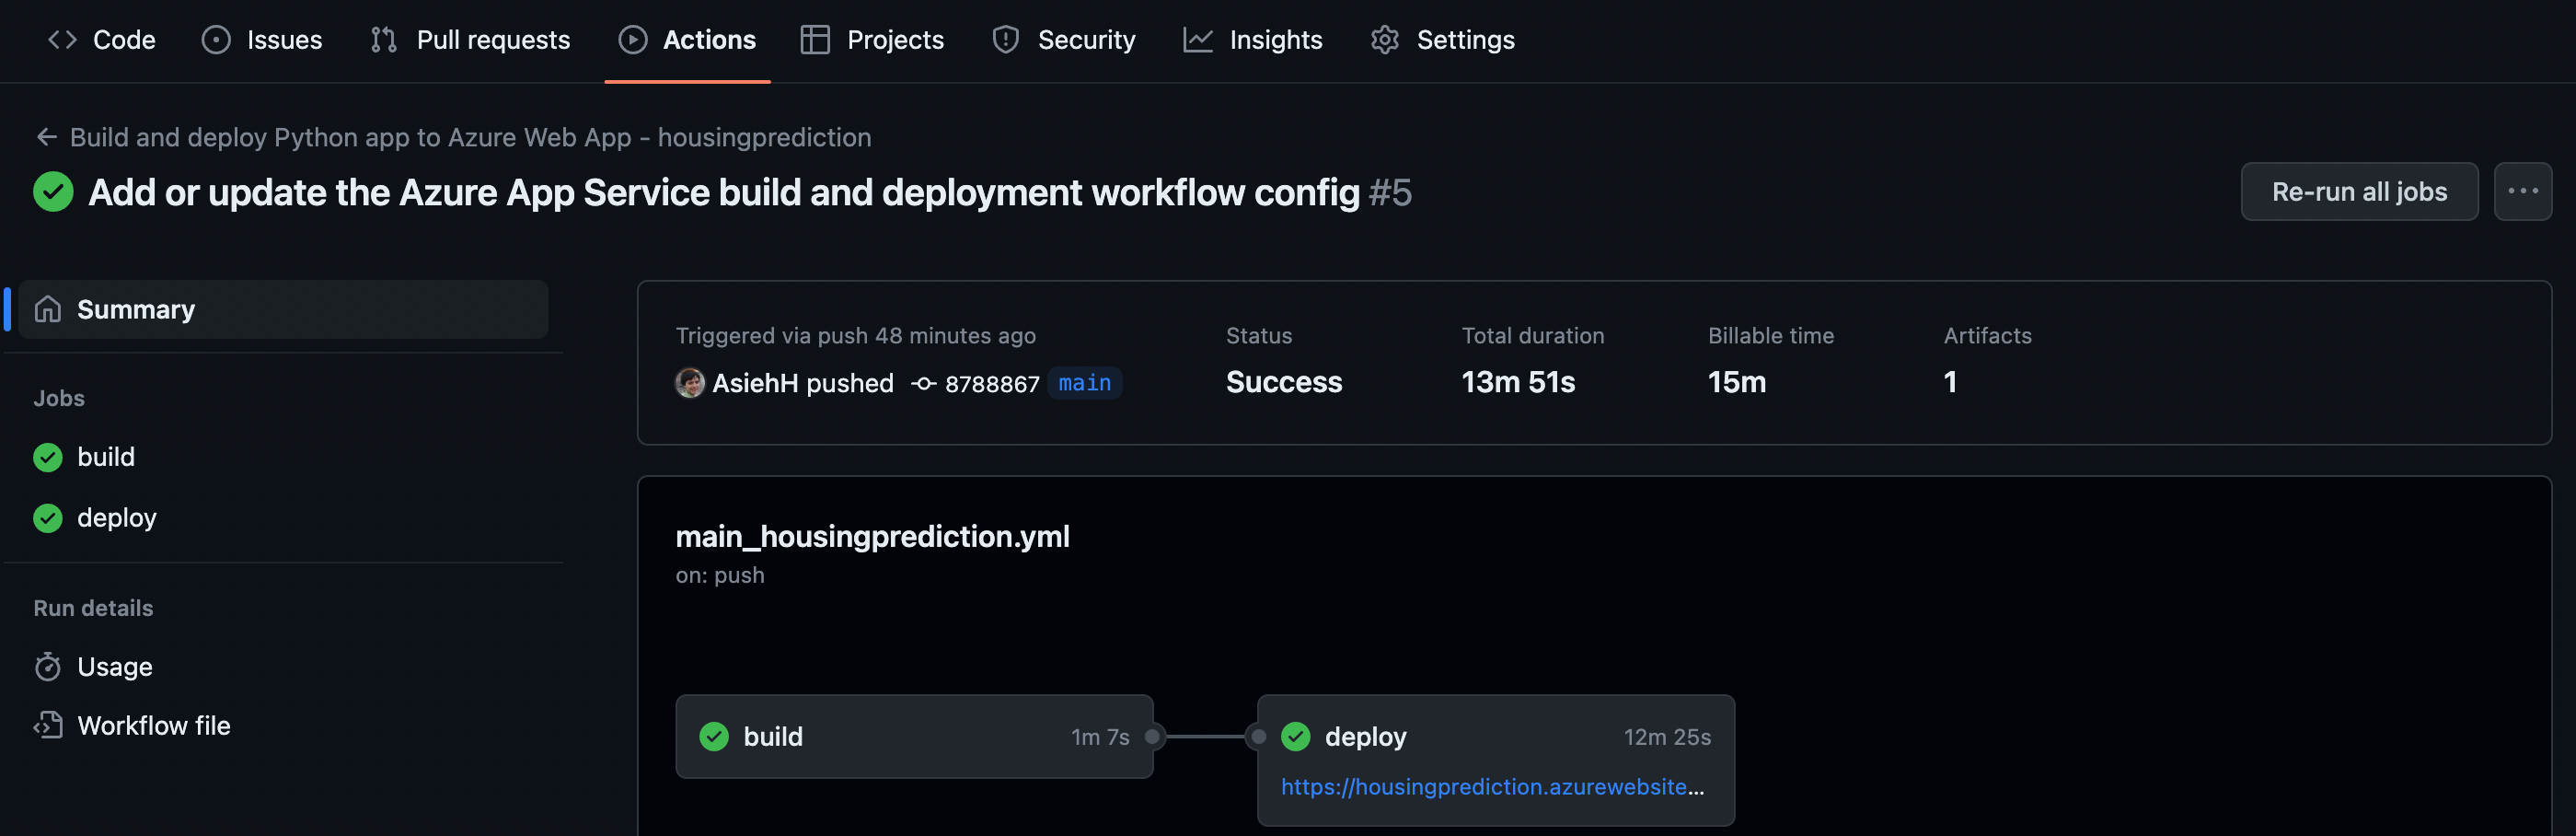 Code Issues Pull requests Actions Projects Security Insights Settings
Build and deploy Python app to Azure Web App - housingprediction
Add or update the Azure App Service build and deployment workflow config #5
Re-run all jobs
Summary
Jobs
build
deploy
Run details
Usage
Workflow file
Triggered via push 48 minutes ago
AsiehH pushed 8788867 main
Status
Success
Total duration
13m 51s
Billable time
15m
Artifacts
1
main_housingprediction.yml
on: push
build 1m 7s
deploy 12m 25s
https://housingprediction.azurewebsite...